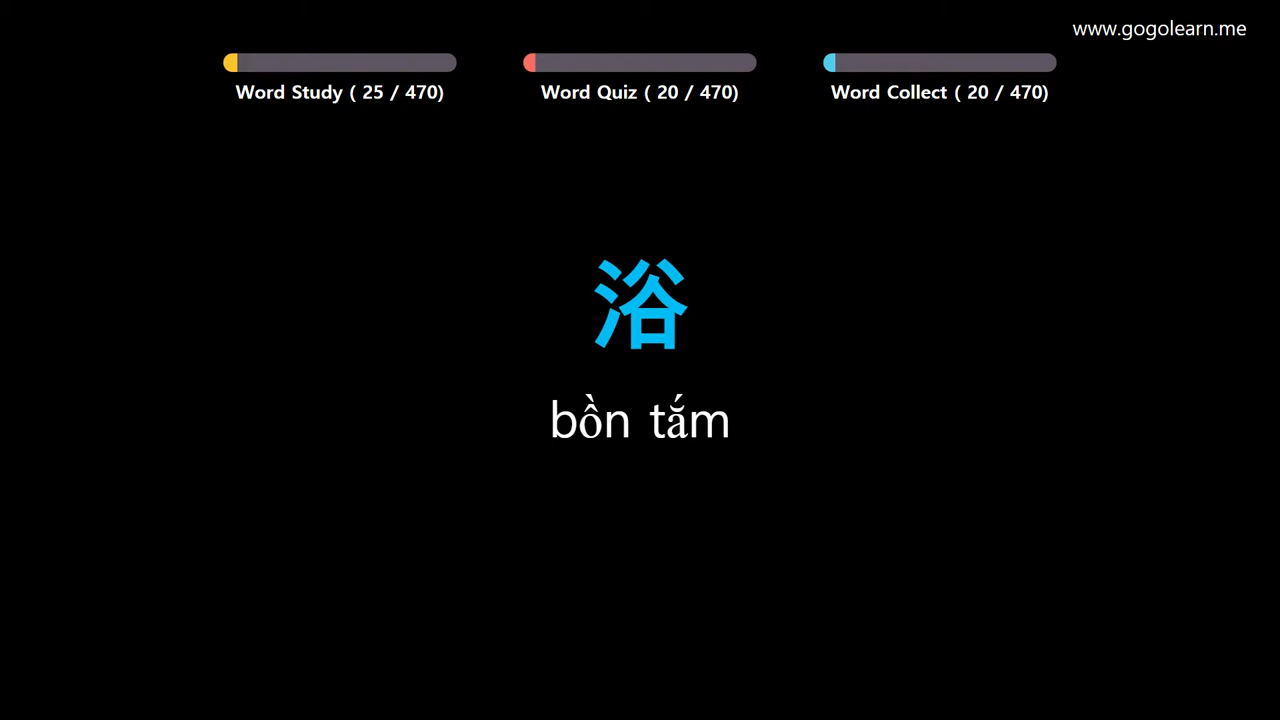 www.gogolearn.me
Word Study ( 25 / 470)
Word Quiz ( 20 / 470)
Word Collect ( 20 / 470)
浴
bồn tắm